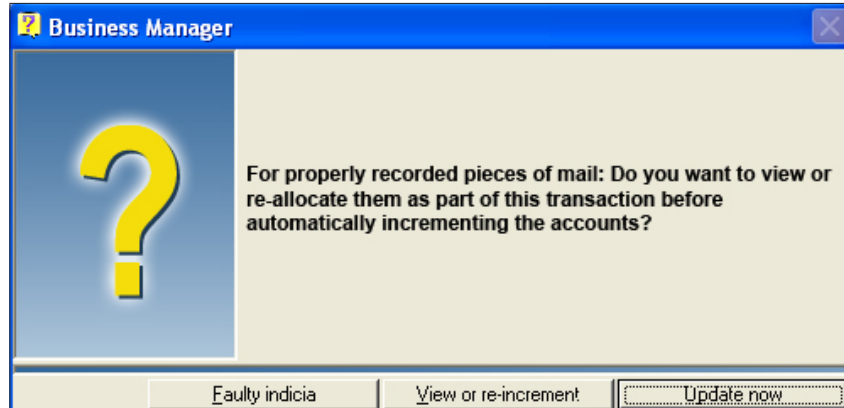 Business Manager
For properly recorded pieces of mail: Do you want to view or
re-allocate them as part of this transaction before
automatically incrementing the accounts?
Faulty indicia
View or re-increment
Update now